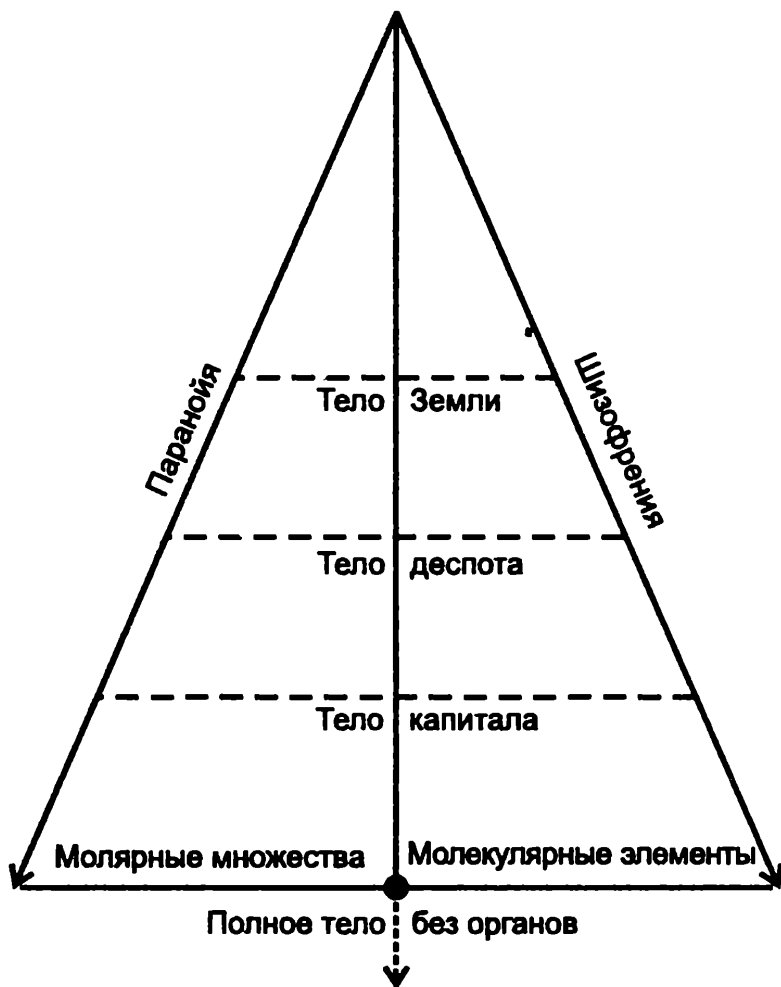 Паранойя
Шизофрения
Тело Земли
Тело деспота
Тело капитала
Молярные множества
Молекулярные элементы
Полное тело без органов